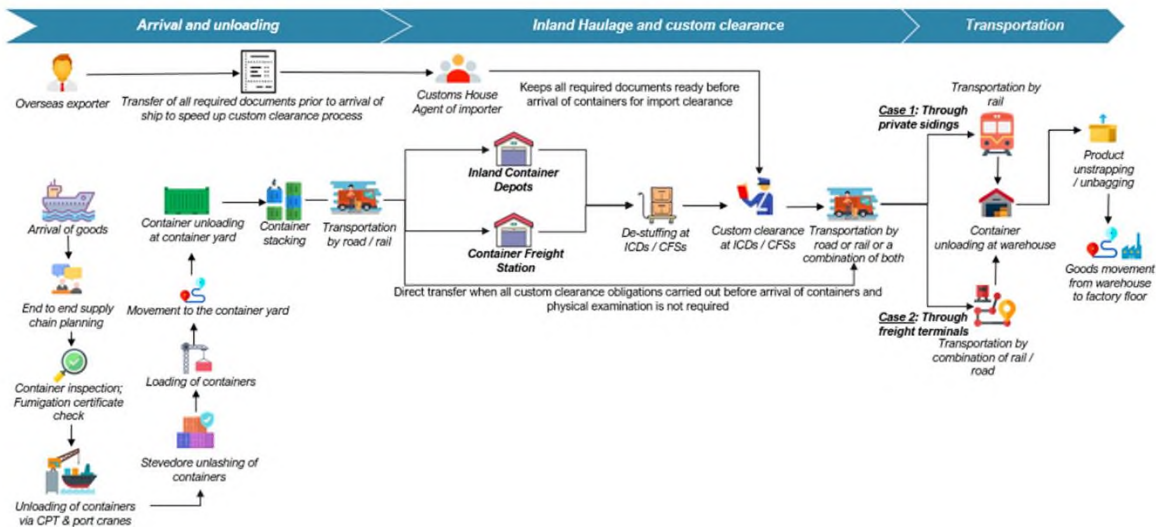 Arrival and unloading
Inland Haulage and custom clearance
Transportation
Overseas exporter
Transfer of all required documents prior to arrival of
ship to speed up custom clearance process
Customs House
Agent of importer
Keeps all required documents ready before
arrival of containers for import clearance
Arrival of goods
End to end supply
chain planning
Container inspection;
Fumigation certificate
check
Unloading of containers
via CPT & port cranes
Stevedore unlashing of
containers
Loading of containers
Movement to the container yard
Container unloading
at container yard
Container
stacking
Transportation
by road / rail
Inland Container
Depots
Container Freight
Station
De-stuffing at
ICDs / CFSs
Custom clearance
at ICDs / CFSs
Transportation by
road or rail or a
combination of both
Direct transfer when all custom clearance obligations carried out before arrival of containers and
physical examination is not required
Case 1: Through
private sidings
Transportation by
rail
Container
unloading at warehouse
Case 2: Through
freight terminals
Transportation by
combination of rail /
road
Product
unstrapping
/ unbagging
Goods movement
from warehouse
to factory floor